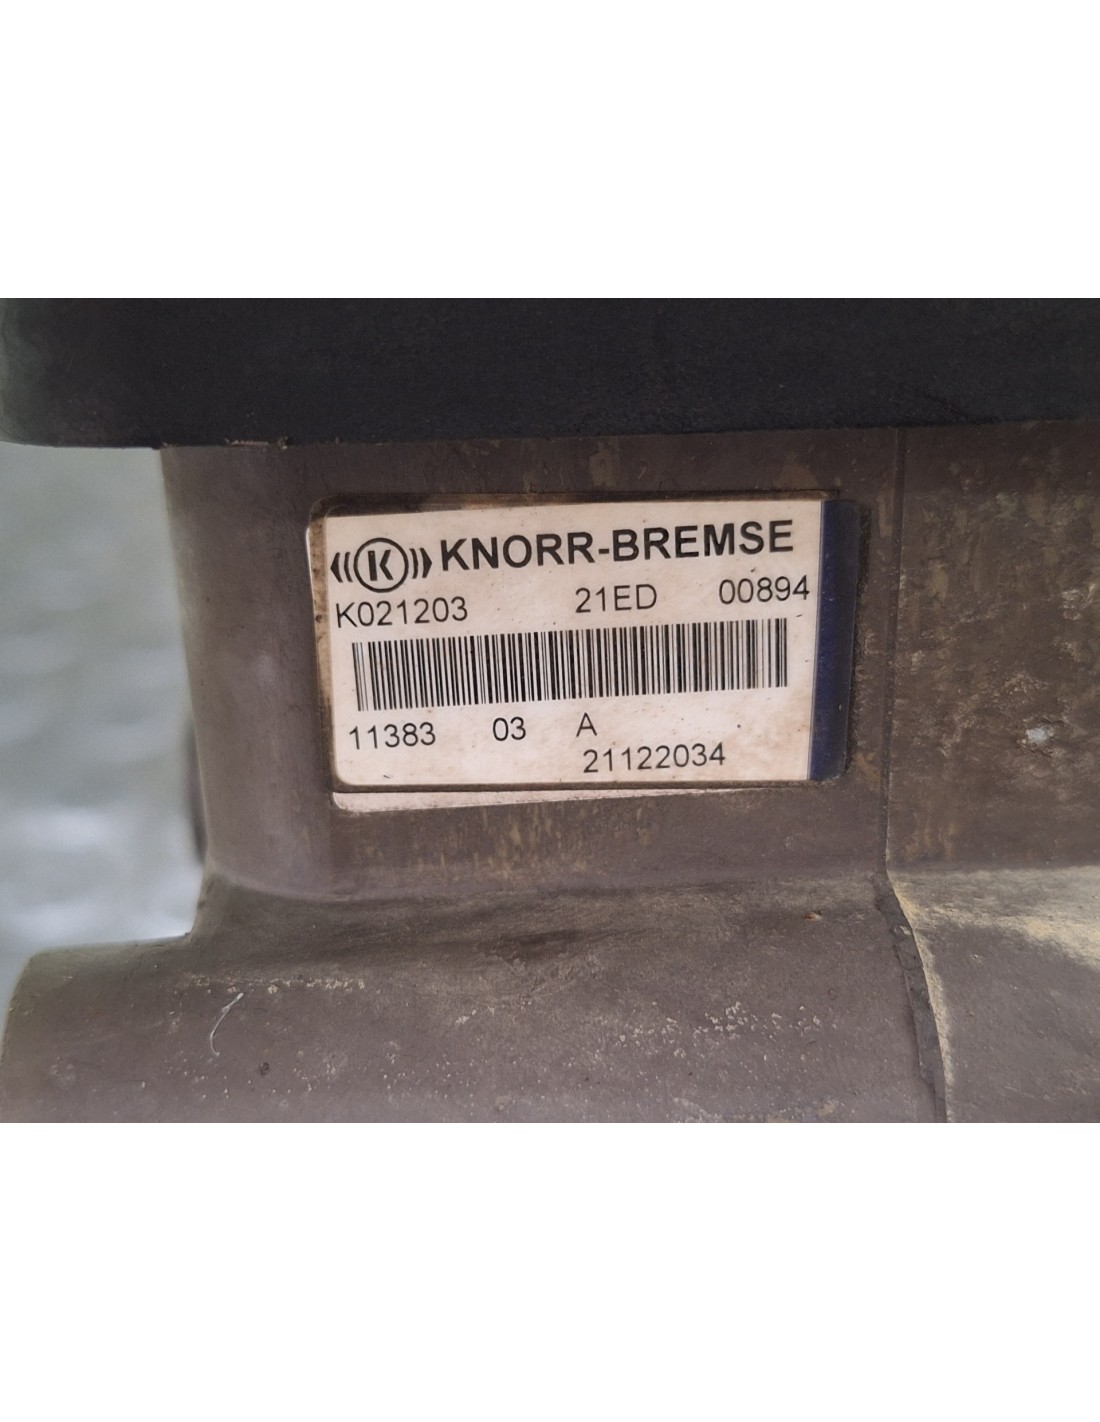 ((K)) KNORR-BREMSE
K021203 21ED 00894
11383 03 A
21122034